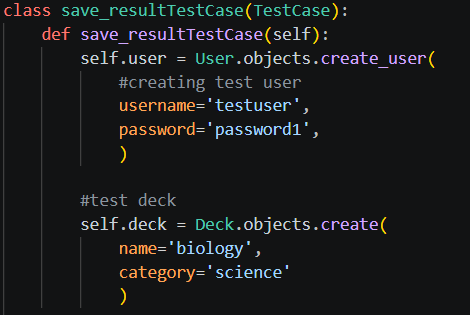 class save_resultTestCase(TestCase):
    def save_resultTestCase(self):
        self.user = User.objects.create_user(
            #creating test user
            username='testuser',
            password='password1',
            )
        #test deck
        self.deck = Deck.objects.create(
            name='biology',
            category='science'
            )